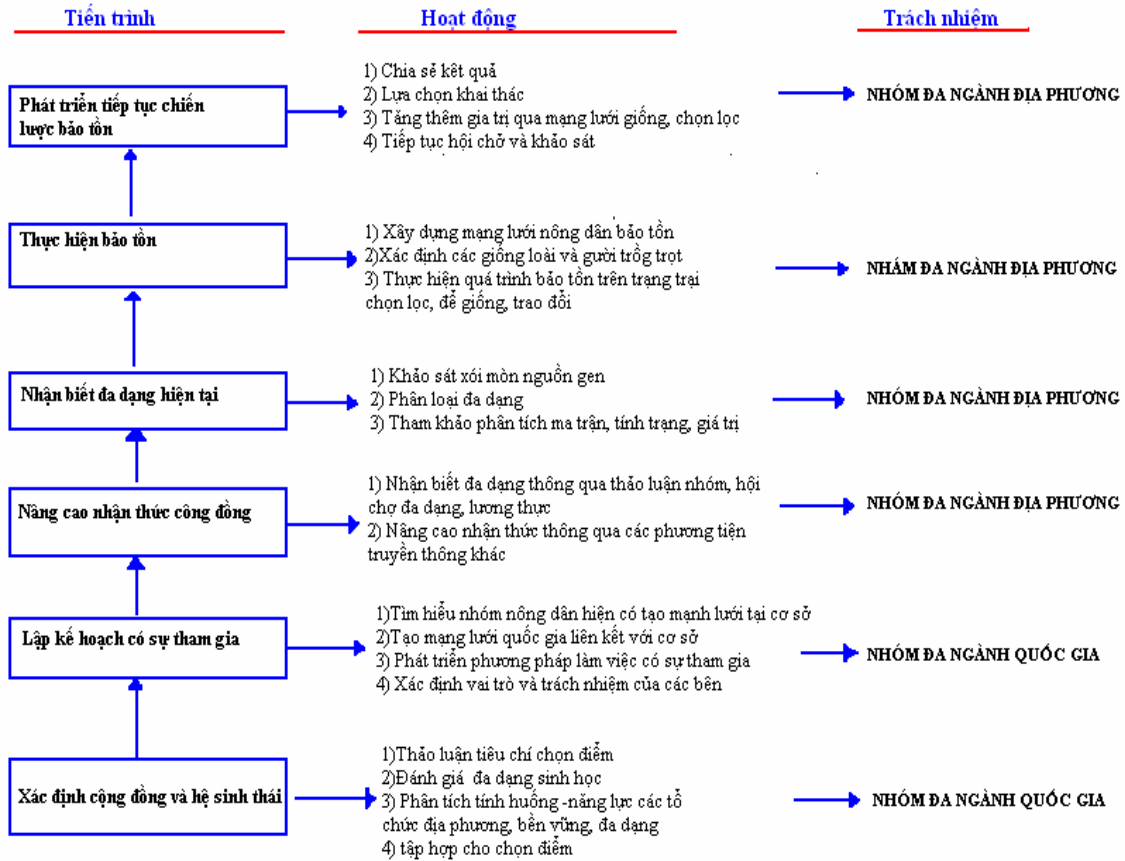 Tiến trình
Hoạt động
Trách nhiệm
Phát triển tiếp tục chiến
lược bảo tồn
1) Chia sẻ kêt quả
2) Lựa chọn khai thác
3) Tăng thêm gia trị qua mạng lưới giống, chọn lọc
4) Tiếp tục hội chở và khảo sát
NHÓM ĐA NGÀNH ĐỊA PHƯƠNG
Thực hiện bảo tồn
1) Xây dựng mạng lưới nông dân bảo tồn
2)Xác định các giống loài và gười trồg trọt
3) Thực hiện quá trình bảo tồn trên trạng trại
chọn lọc, để giống, trao đổi
NHÁM ĐA NGÀNH ĐỊA PHƯƠNG
Nhận biết đa dạng hiện tại
1) Khảo sát xói mòn nguồn gen
2) Phân loại đa dạng
3) Tham khảo phân tích ma trận, tính trạng, giá trị
NHÓM ĐA NGÀNH ĐỊA PHƯƠNG
Nâng cao nhận thức công đồng
1) Nhận biết đa dạng thông qua thảo luận nhóm, hội
chợ đa dạng, lương thực
2) Nâng cao nhận thức thông qua các phương tiện
truyền thông khác
NHÓM ĐA NGÀNH ĐỊA PHƯƠNG
Lập kế hoạch có sự tham gia
1)Tìm hiểu nhóm nông dân hiện có tạo mạnh lưới tại cơ sở
2)Tạo mạng lưới quốc gia liên kết với cơ sở
3) Phát triển phương pháp làm việc có sự tham gia
4) Xác định vai trò và trách nhiệm của các bên
NHÓM ĐA NGÀNH QUỐC GIA
Xác định cộng đồng và hệ sinh thái
1)Thảo luận tiêu chí chọn điểm
2)Đánh giá đa dạng sinh học
3) Phân tích tính huống -năng lực các tổ
chức địa phương, bền vững, đa dạng
4) tập hợp cho chọn điểm
NHÓM ĐA NGÀNH QUỐC GIA